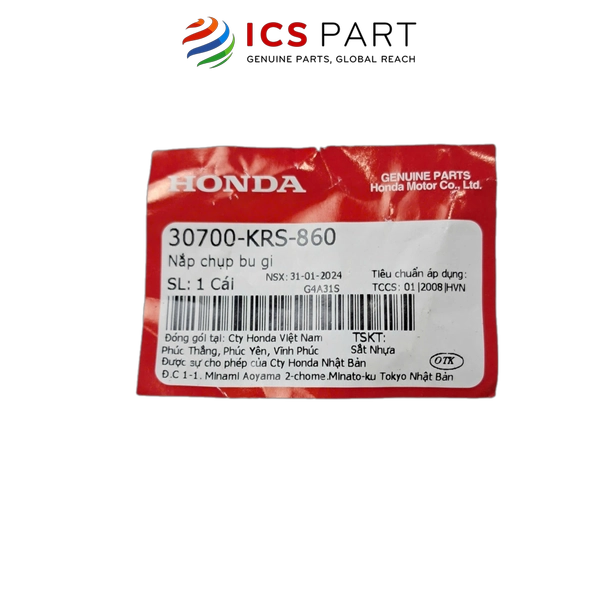 ICS PART
GENUINE PARTS, GLOBAL REACH
HONDA
GENUINE PARTS
Honda Motor Co., Ltd.
30700-KRS-860
Nắp chụp bu gi
SL: 1 Cái
NSX: 31-01-2024
G4A31S
Tiêu chuẩn áp dụng:
TCCS: 01|2008|HVN
Đóng gói tại: Cty Honda Việt Nam
Phúc Thắng, Phúc Yên, Vĩnh Phúc
TSKT:
Sắt Nhựa
Được sự cho phép của Cty Honda Nhật Bản
Đ.C 1-1. Minami Aoyama 2-chome.Minato-ku Tokyo Nhật Bản
OTK